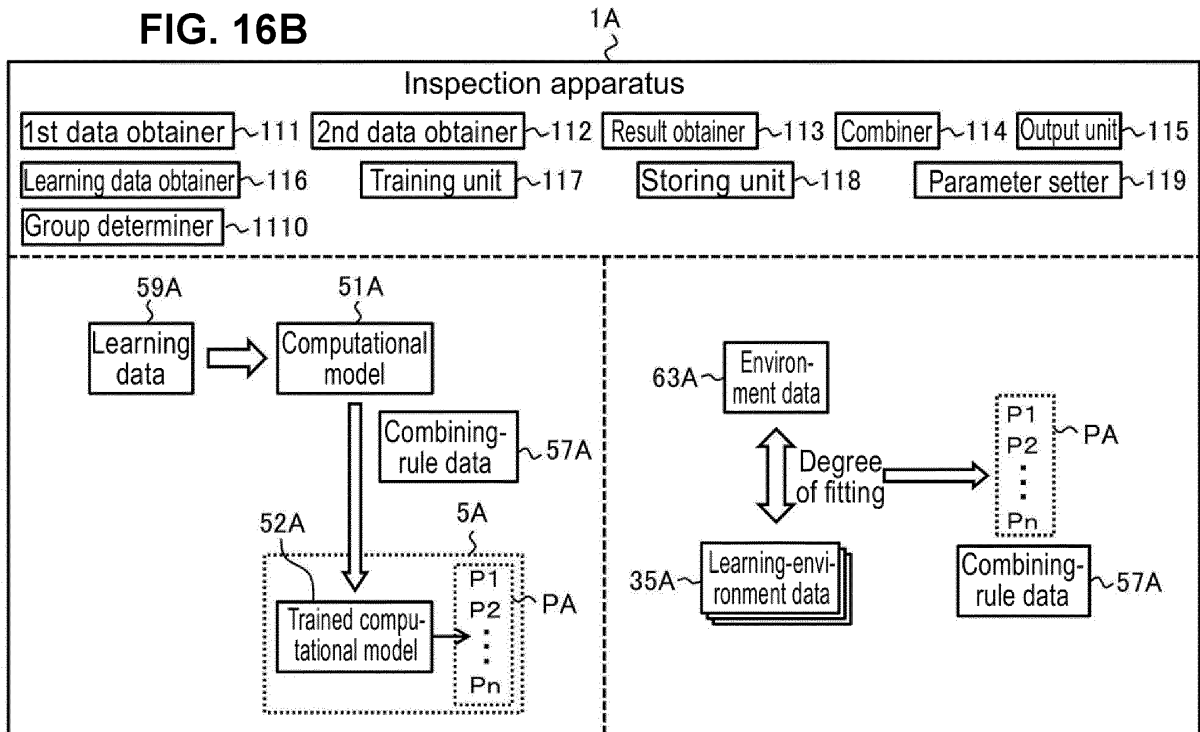 FIG. 16B
1A
Inspection apparatus
1st data obtainer 111 2nd data obtainer 112 Result obtainer 113 Combiner 114 Output unit 115
Learning data obtainer 116 Training unit 117 Storing unit 118 Parameter setter 119
Group determiner 1110
59A
Learning
data
51A
Computational
model
Combining-
rule data
57A
5A
52A
Trained compu-
tational model
P1
P2
Pn
PA
63A
Environ-
ment data
Degree
of fitting
35A
Learning-envi-
ronment data
P1
P2
Pn
PA
Combining-
rule data
57A